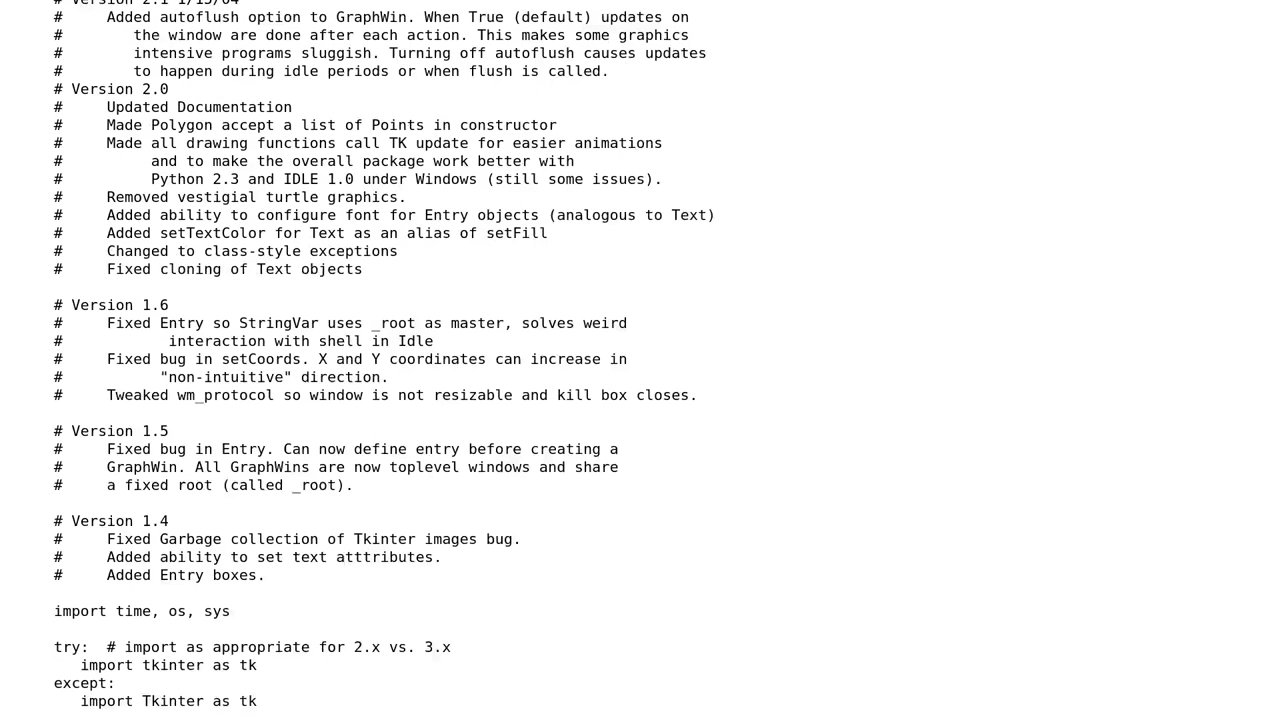 # Version 2.1 1/15/04
#     Added autoflush option to GraphWin. When True (default) updates on
#        the window are done after each action. This makes some graphics
#        intensive programs sluggish. Turning off autoflush causes updates
#        to happen during idle periods or when flush is called.
# Version 2.0
#     Updated Documentation
#     Made Polygon accept a list of Points in constructor
#     Made all drawing functions call TK update for easier animations
#          and to make the overall package work better with
#          Python 2.3 and IDLE 1.0 under Windows (still some issues).
#     Removed vestigial turtle graphics.
#     Added ability to configure font for Entry objects (analogous to Text)
#     Added setTextColor for Text as an alias of setFill
#     Changed to class-style exceptions
#     Fixed cloning of Text objects

# Version 1.6
#     Fixed Entry so StringVar uses _root as master, solves weird
#            interaction with shell in Idle
#     Fixed bug in setCoords. X and Y coordinates can increase in
#           "non-intuitive" direction.
#     Tweaked wm_protocol so window is not resizable and kill box closes.

# Version 1.5
#     Fixed bug in Entry. Can now define entry before creating a
#     GraphWin. All GraphWins are now toplevel windows and share
#     a fixed root (called _root).

# Version 1.4
#     Fixed Garbage collection of Tkinter images bug.
#     Added ability to set text atttributes.
#     Added Entry boxes.

import time, os, sys

try:  # import as appropriate for 2.x vs. 3.x
   import tkinter as tk
except:
   import Tkinter as tk